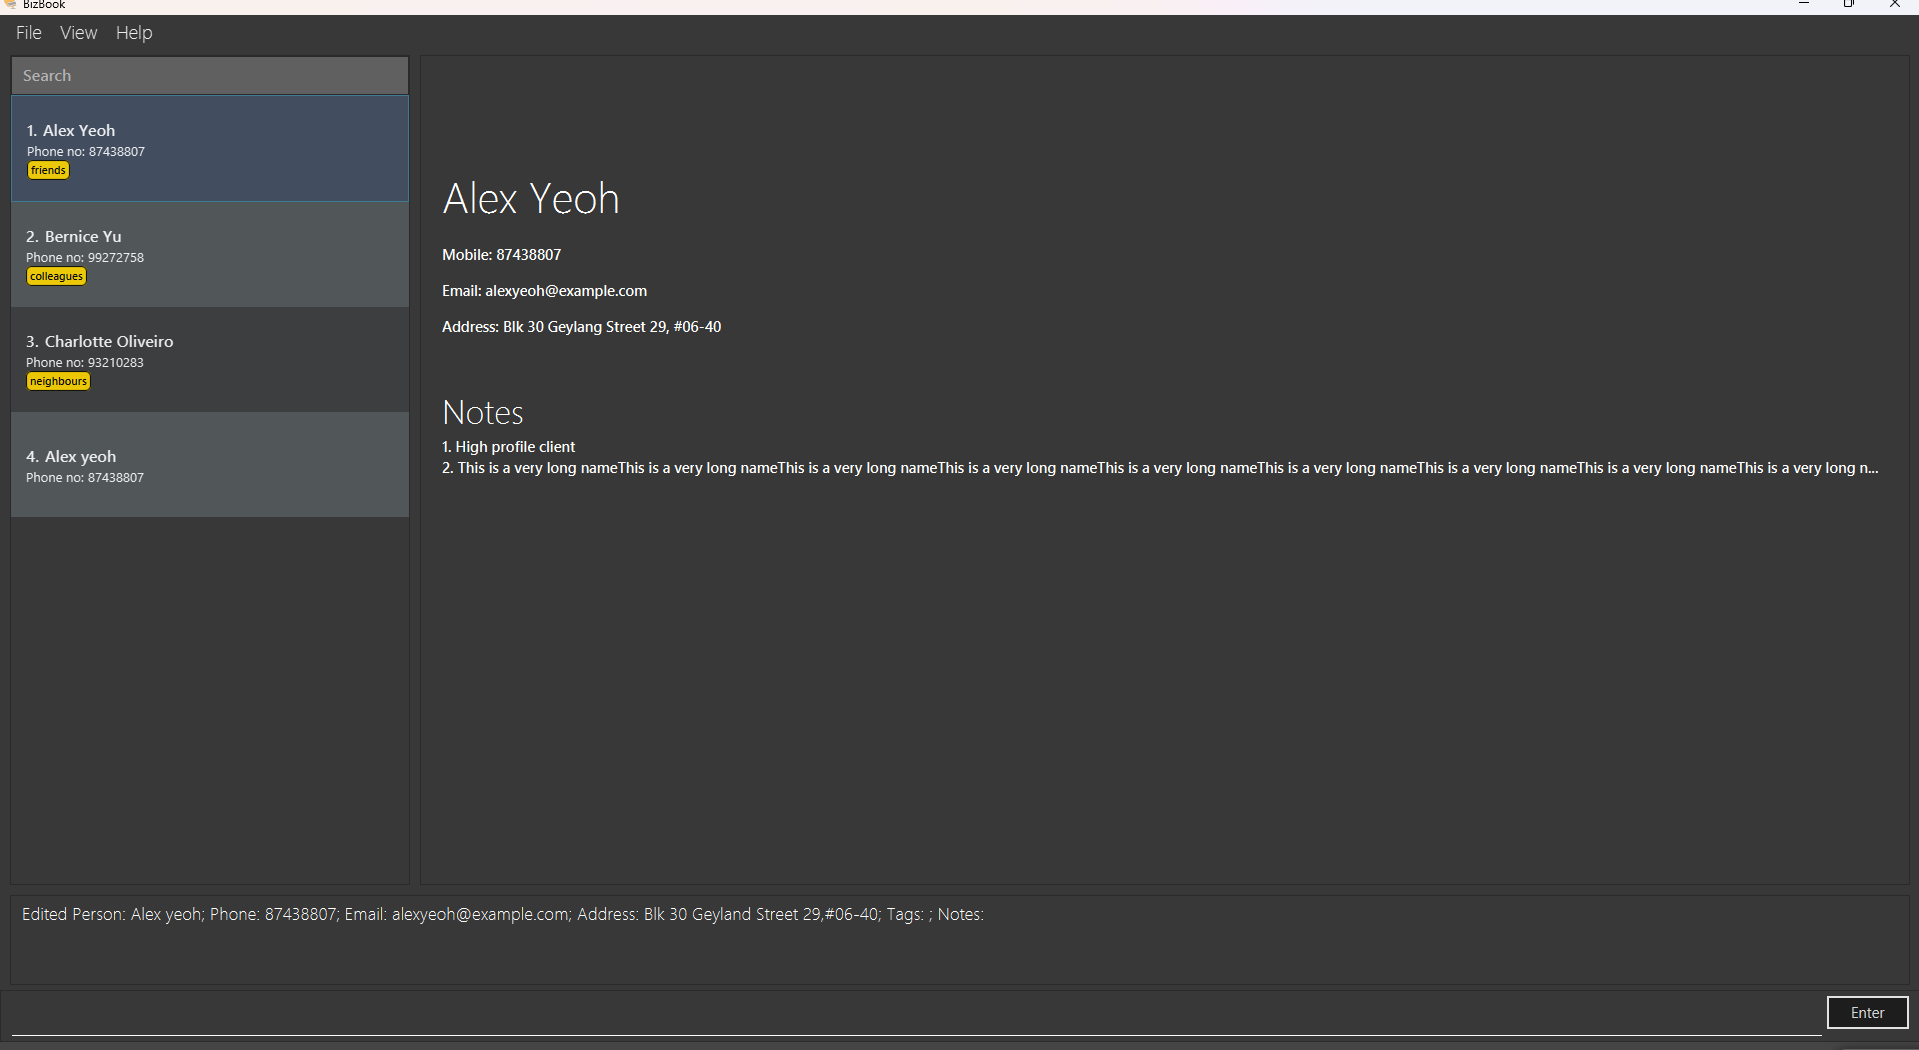 BizBook
File View Help
Search
1. Alex Yeoh
Phone no: 87438807
friends
2. Bernice Yu
Phone no: 99272758
colleagues
3. Charlotte Oliveiro
Phone no: 93210283
neighbours
4. Alex yeoh
Phone no: 87438807
Alex Yeoh
Mobile: 87438807
Email: alexyeoh@example.com
Address: Blk 30 Geylang Street 29, #06-40
Notes
1. High profile client
2. This is a very long nameThis is a very long nameThis is a very long nameThis is a very long nameThis is a very long nameThis is a very long nameThis is a very long nameThis is a very long nameThis is a very long n...
Edited Person: Alex yeoh; Phone: 87438807; Email: alexyeoh@example.com; Address: Blk 30 Geyland Street 29,#06-40; Tags: ; Notes:
Enter